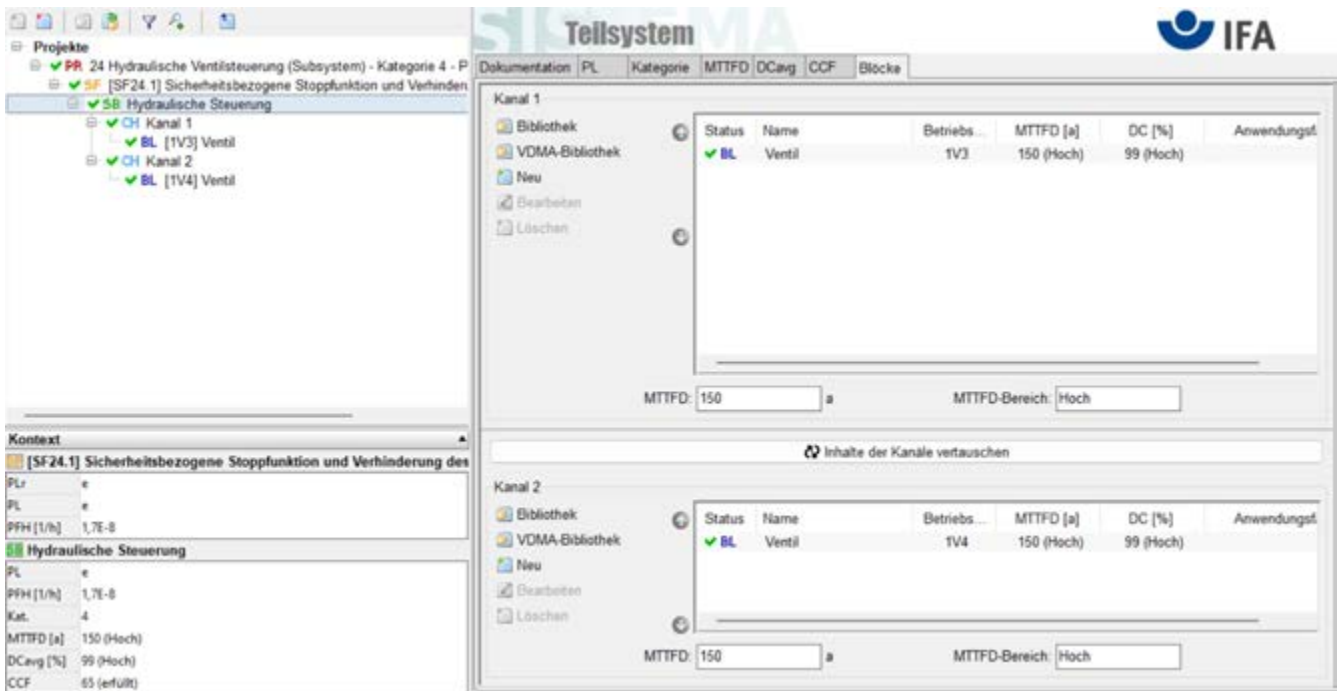 SISTEMA
Teilsystem
IFA
Projekte
PR 24 Hydraulische Ventilsteuerung (Subsystem) - Kategorie 4 - P
SF [SF24.1] Sicherheitsbezogene Stoppfunktion und Verhinderu
SB Hydraulische Steuerung
CH Kanal 1
BL [1V3] Ventil
CH Kanal 2
BL [1V4] Ventil
Kontext
[SF24.1] Sicherheitsbezogene Stoppfunktion und Verhinderung des
PLr e
PL e
PFH [1/h] 1,7E-8
SB Hydraulische Steuerung
PL e
PFH [1/h] 1,7E-8
Kat. 4
MTTFD [a] 150 (Hoch)
DCavg [%] 99 (Hoch)
CCF 65 (erfüllt)
Dokumentation PL Kategorie MTTFD DCavg CCF Blöcke
Kanal 1
Bibliothek
VDMA-Bibliothek
Neu
Bearbeiten
Löschen
Status Name Betriebs... MTTFD [a] DC [%] Anwendungsf.
BL Ventil 1V3 150 (Hoch) 99 (Hoch)
MTTFD: 150 a MTTFD-Bereich: Hoch
Inhalte der Kanäle vertauschen
Kanal 2
Bibliothek
VDMA-Bibliothek
Neu
Bearbeiten
Löschen
Status Name Betriebs... MTTFD [a] DC [%] Anwendungsf.
BL Ventil 1V4 150 (Hoch) 99 (Hoch)
MTTFD: 150 a MTTFD-Bereich: Hoch